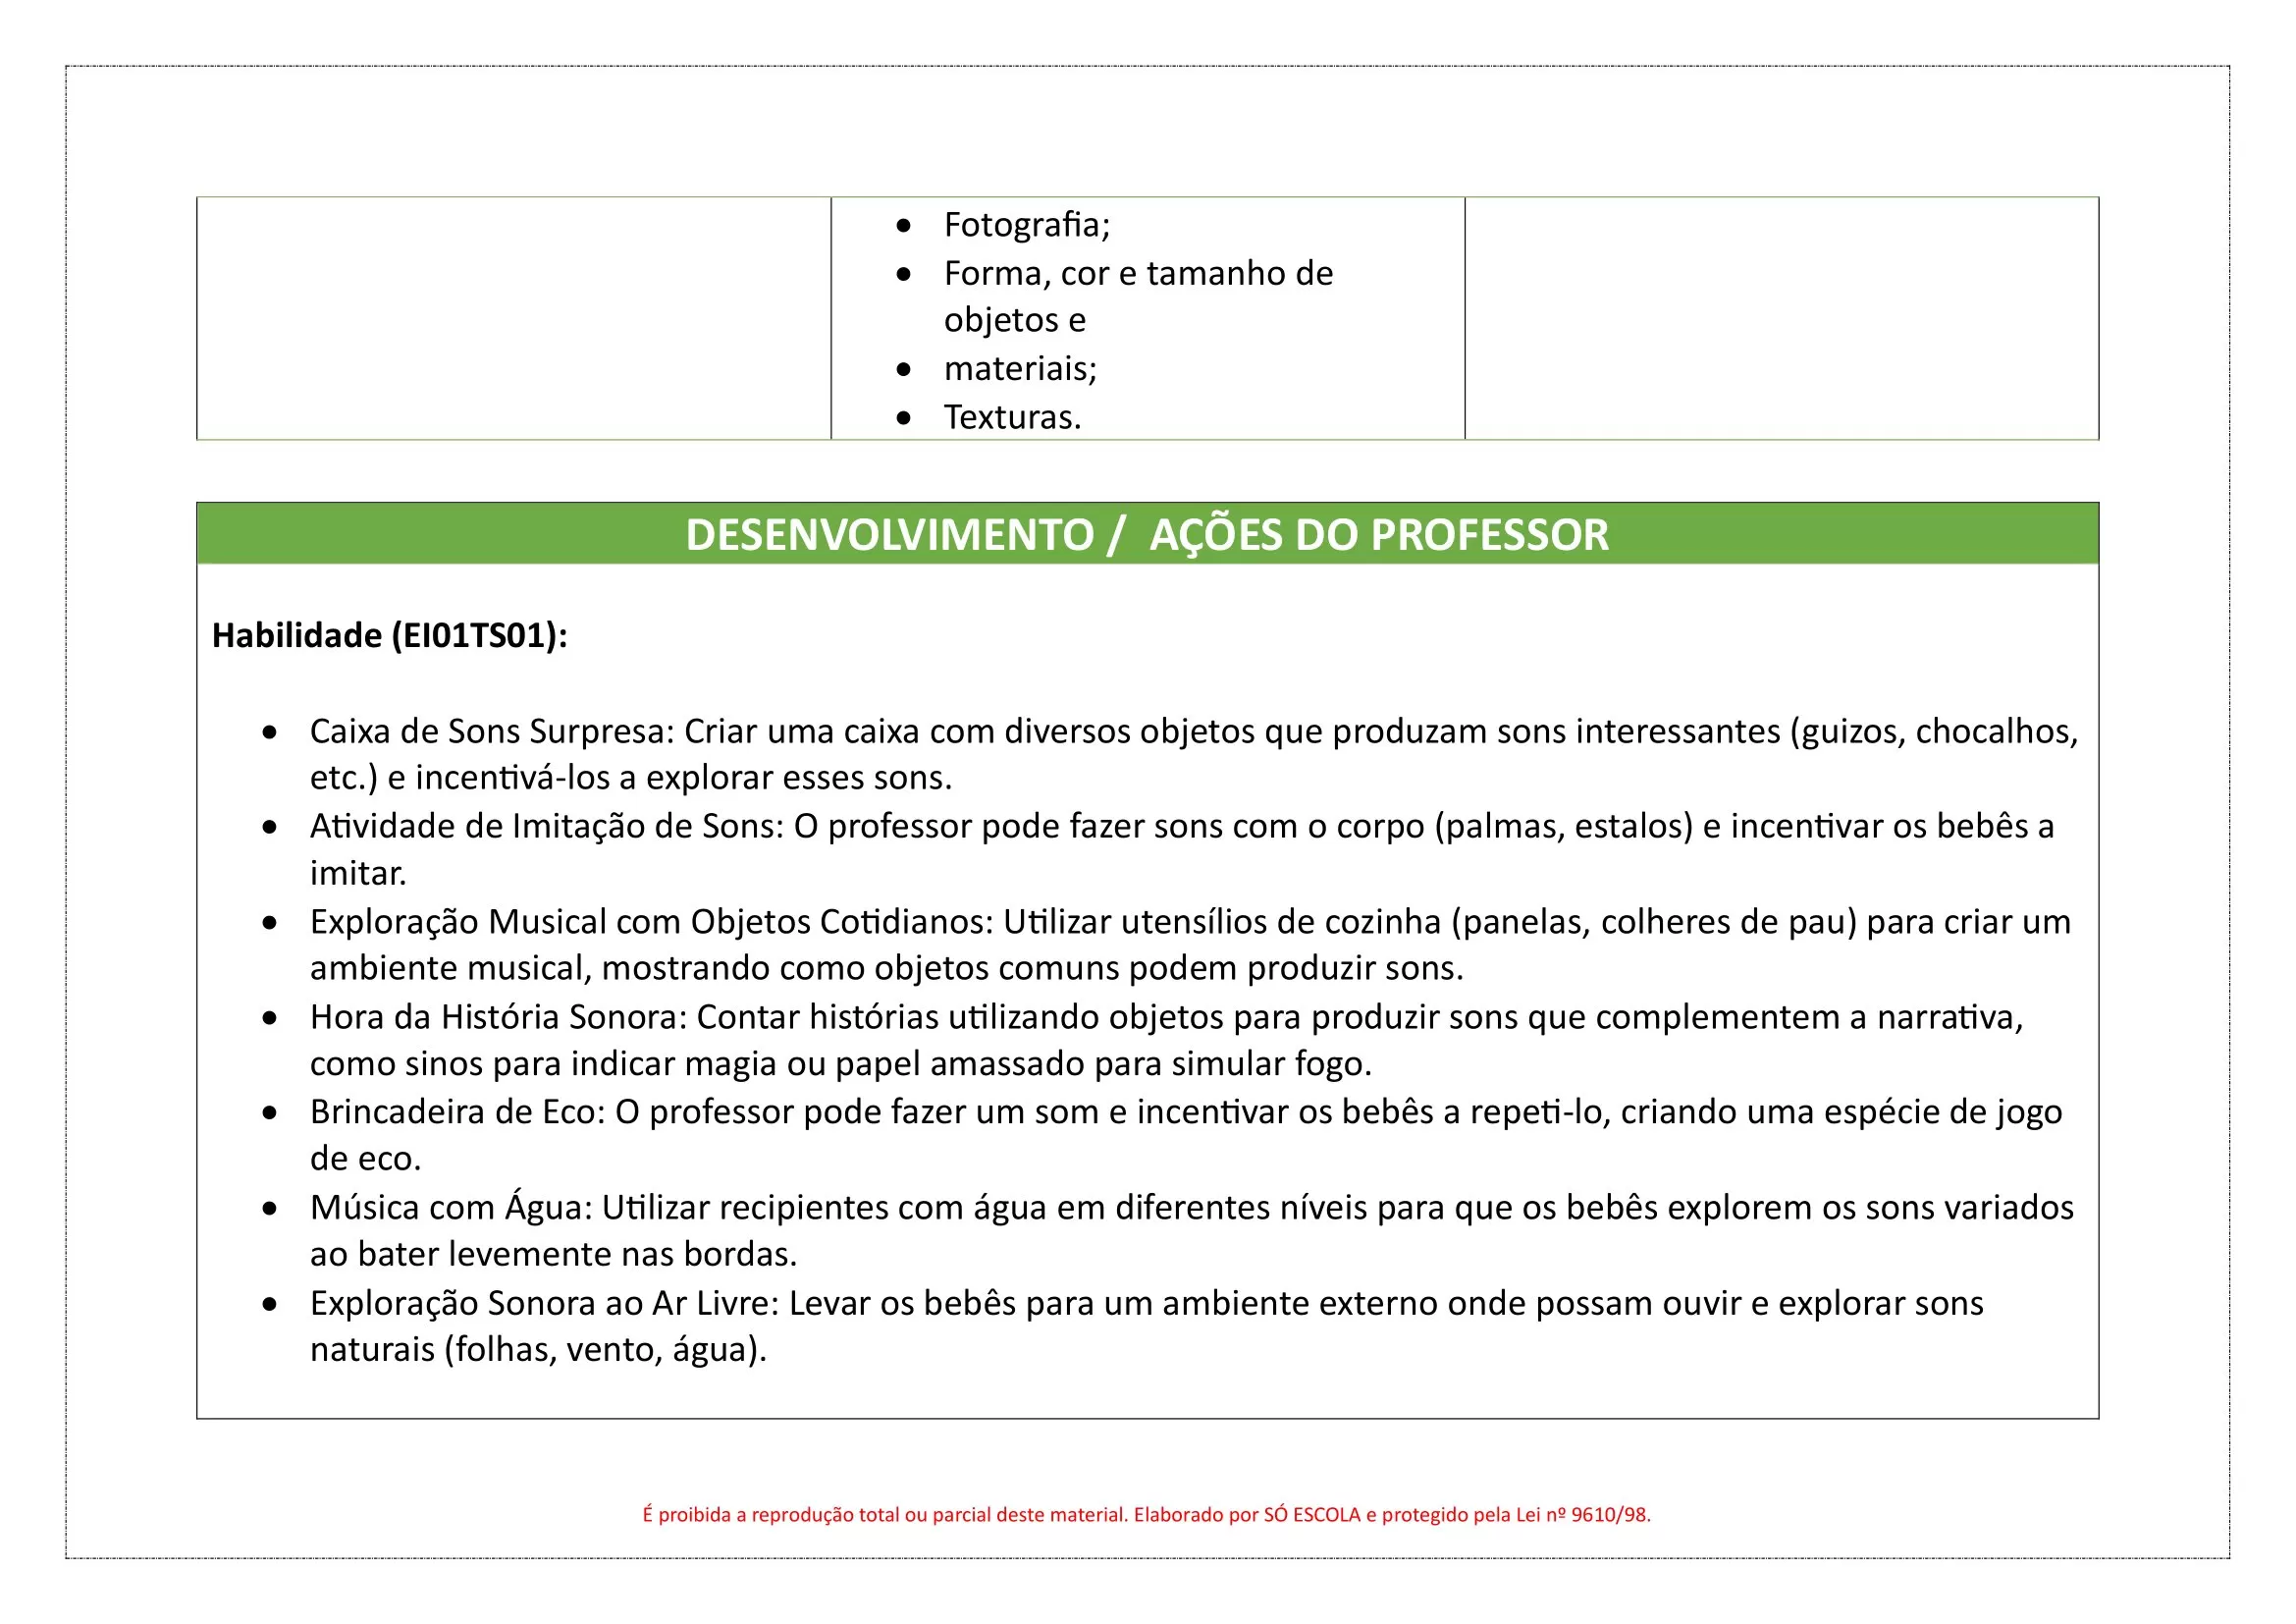 • Fotografia;
• Forma, cor e tamanho de
objetos e
• materiais;
• Texturas.
DESENVOLVIMENTO / AÇÕES DO PROFESSOR
Habilidade (EI01TS01):
• Caixa de Sons Surpresa: Criar uma caixa com diversos objetos que produzam sons interessantes (guizos, chocalhos,
etc.) e incentivá-los a explorar esses sons.
• Atividade de Imitação de Sons: O professor pode fazer sons com o corpo (palmas, estalos) e incentivar os bebês a
imitar.
• Exploração Musical com Objetos Cotidianos: Utilizar utensílios de cozinha (panelas, colheres de pau) para criar um
ambiente musical, mostrando como objetos comuns podem produzir sons.
• Hora da História Sonora: Contar histórias utilizando objetos para produzir sons que complementem a narrativa,
como sinos para indicar magia ou papel amassado para simular fogo.
• Brincadeira de Eco: O professor pode fazer um som e incentivar os bebês a repeti-lo, criando uma espécie de jogo
de eco.
• Música com Água: Utilizar recipientes com água em diferentes níveis para que os bebês explorem os sons variados
ao bater levemente nas bordas.
• Exploração Sonora ao Ar Livre: Levar os bebês para um ambiente externo onde possam ouvir e explorar sons
naturais (folhas, vento, água).
É proibida a reprodução total ou parcial deste material. Elaborado por SÓ ESCOLA e protegido pela Lei nº 9610/98.